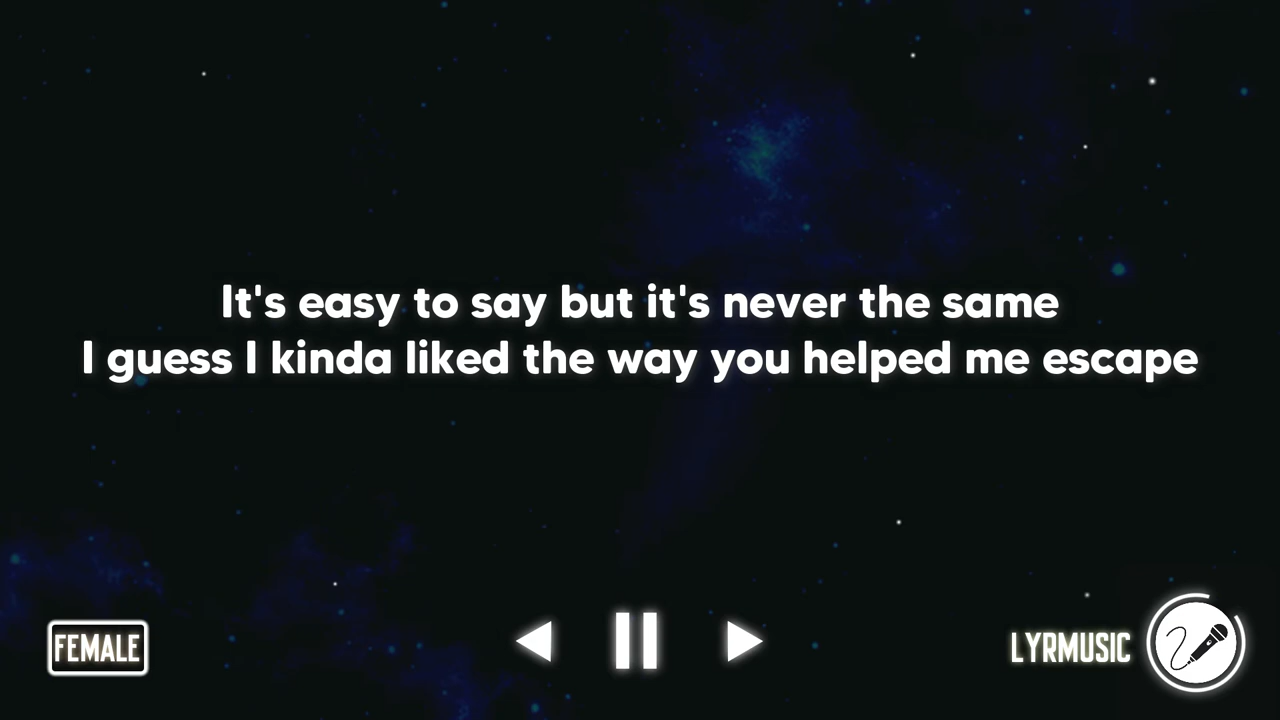 It's easy to say but it's never the same
I guess I kinda liked the way you helped me escape
FEMALE
LYRMUSIC